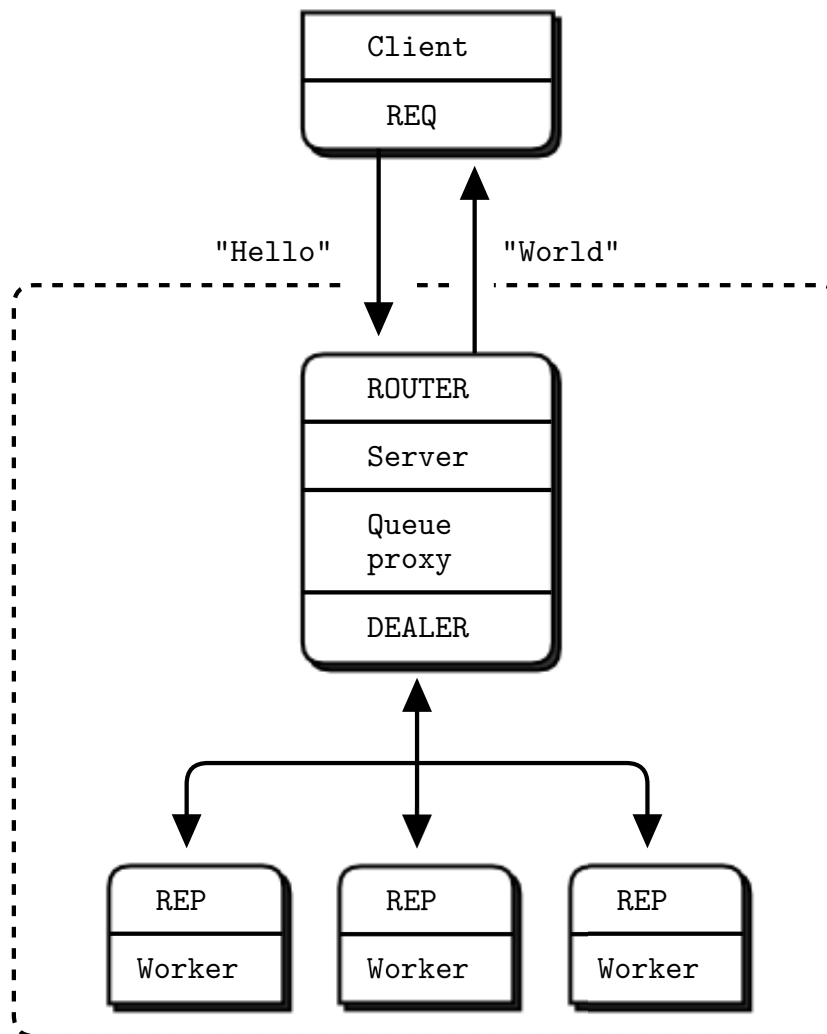 Client
REQ
"Hello" "World"
ROUTER
Server
Queue
proxy
DEALER
REP REP REP
Worker Worker Worker